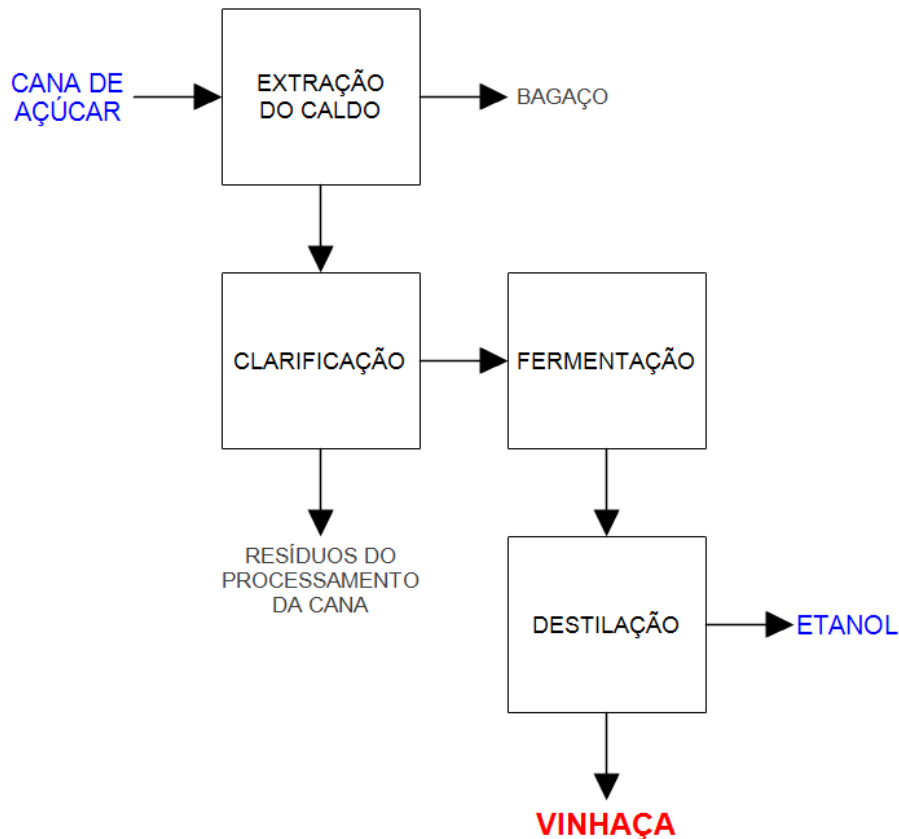 CANA DE
AÇÚCAR
EXTRAÇÃO
DO CALDO
BAGAÇO
CLARIFICAÇÃO
FERMENTAÇÃO
RESÍDUOS DO
PROCESSAMENTO
DA CANA
DESTILAÇÃO
ETANOL
VINHAÇA